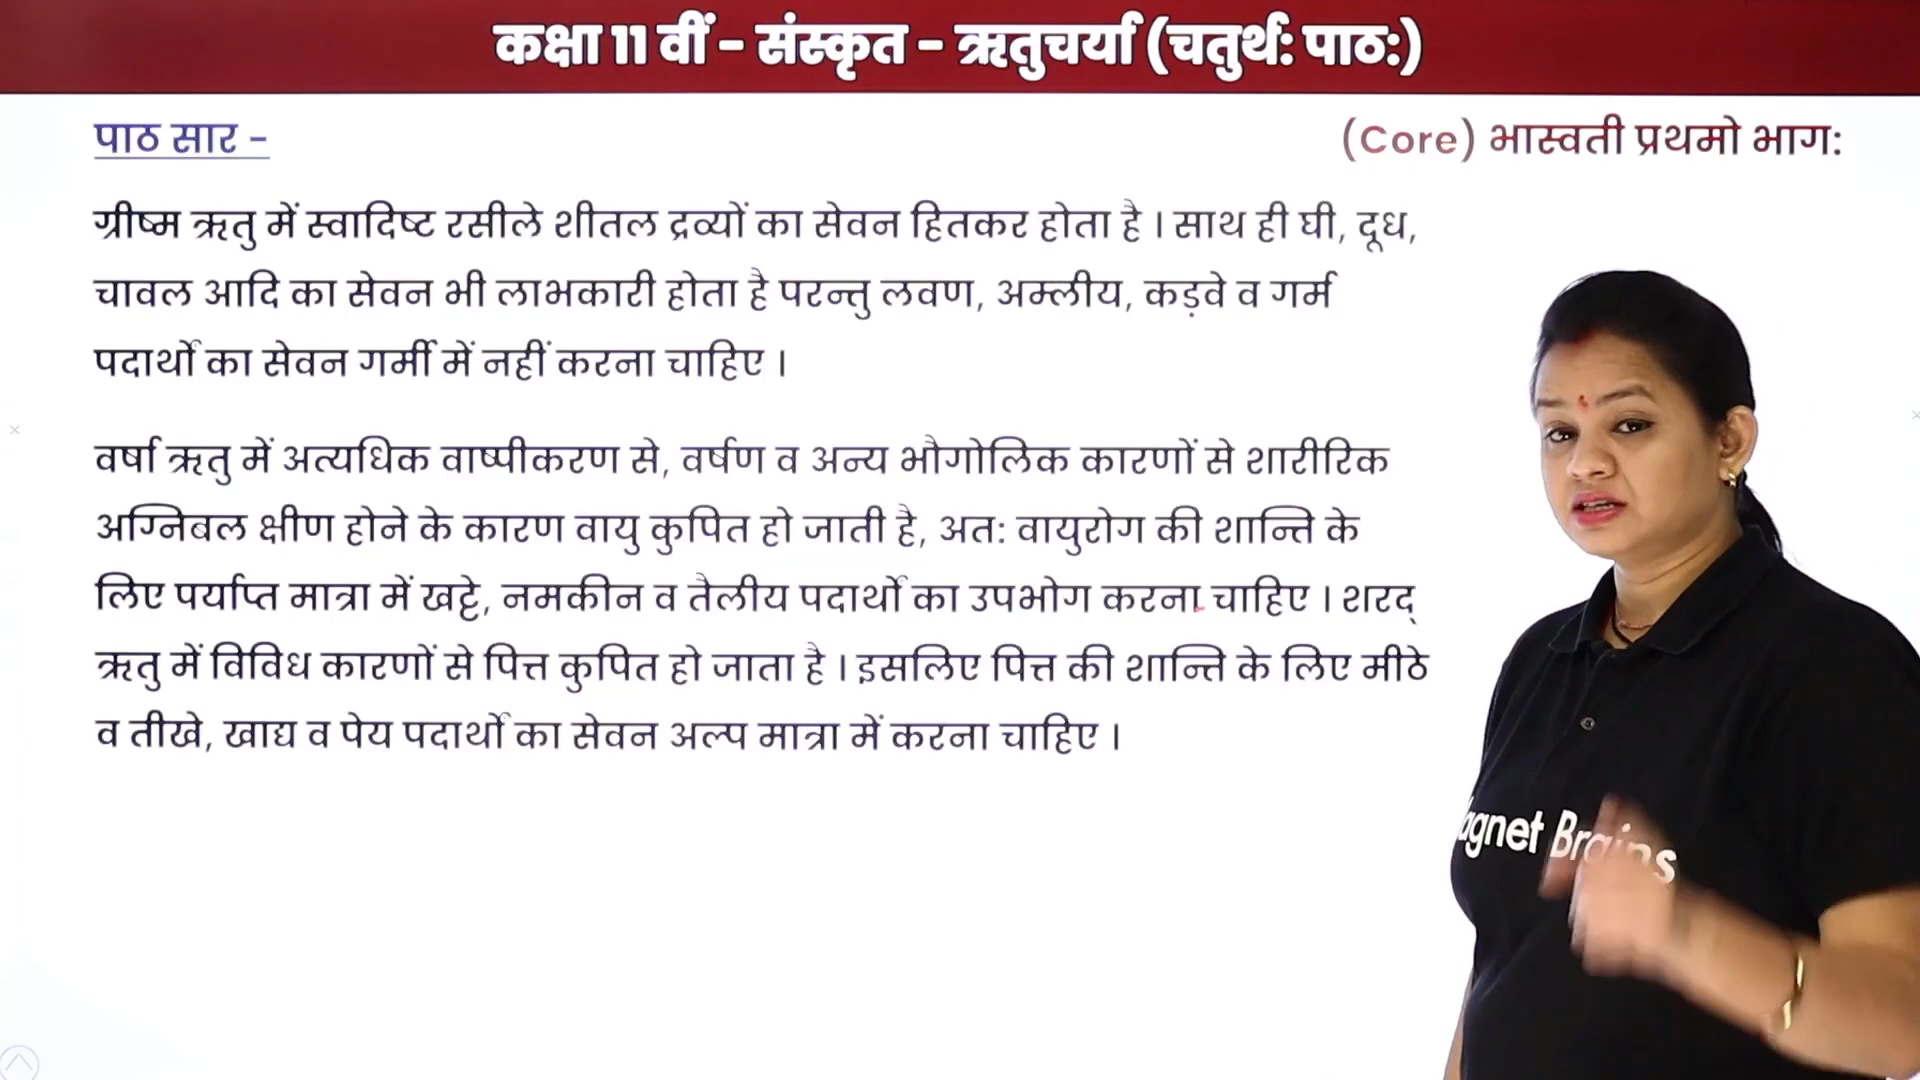 कक्षा 11 वीं - संस्कृत - ऋतुचर्या (चतुर्थ: पाठ:)
पाठ सार -
(Core) भास्वती प्रथमो भाग:
ग्रीष्म ऋतु में स्वादिष्ट रसीले शीतल द्रव्यों का सेवन हितकर होता है । साथ ही घी, दूध,
चावल आदि का सेवन भी लाभकारी होता है परन्तु लवण, अम्लीय, कड़वे व गर्म
पदार्थों का सेवन गर्मी में नहीं करना चाहिए ।
वर्षा ऋतु में अत्यधिक वाष्पीकरण से, वर्षण व अन्य भौगोलिक कारणों से शारीरिक
अग्निबल क्षीण होने के कारण वायु कुपित हो जाती है, अत: वायुरोग की शान्ति के
लिए पर्याप्त मात्रा में खट्टे, नमकीन व तैलीय पदार्थों का उपभोग करना चाहिए । शरद्
ऋतु में विविध कारणों से पित्त कुपित हो जाता है । इसलिए पित्त की शान्ति के लिए मीठे
व तीखे, खाद्य व पेय पदार्थों का सेवन अल्प मात्रा में करना चाहिए ।
agnet Brains